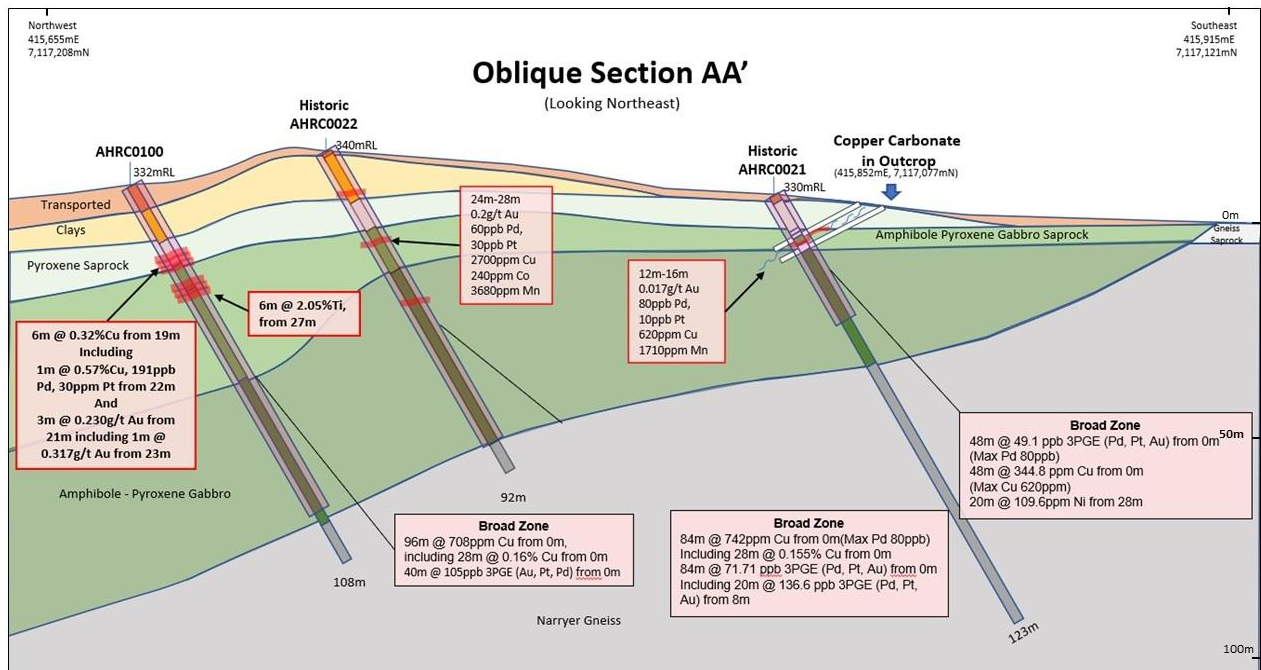 Northwest
415,655mE
7,117,208mN
Southeast
415,915mE
7,117,121mN
Oblique Section AA’
(Looking Northeast)
Historic
AHRC0022
340mRL
AHRC0100
332mRL
Historic
AHRC0021
330mRL
Copper Carbonate
in Outcrop
(415,852mE, 7,117,077mN)
Transported
Clays
Pyroxene Saprock
Amphibole Pyroxene Gabbro Saprock
0m
Gneiss
Saprock
24m-28m
0.2g/t Au
60ppb Pd,
30ppb Pt
2700ppm Cu
240ppm Co
3680ppm Mn
12m-16m
0.017g/t Au
80ppb Pd,
10ppb Pt
620ppm Cu
1710ppm Mn
6m @ 2.05%Ti,
from 27m
6m @ 0.32%Cu from 19m
Including
1m @ 0.57%Cu, 191ppb
Pd, 30ppm Pt from 22m
And
3m @ 0.230g/t Au from
21m including 1m @
0.317g/t Au from 23m
Broad Zone
48m @ 49.1 ppb 3PGE (Pd, Pt, Au) from 0m
(Max Pd 80ppb)
48m @ 344.8 ppm Cu from 0m
(Max Cu 620ppm)
20m @ 109.6ppm Ni from 28m
50m
Amphibole - Pyroxene Gabbro
92m
108m
Broad Zone
96m @ 708ppm Cu from 0m,
including 28m @ 0.16% Cu from 0m
40m @ 105ppb 3PGE (Au, Pt, Pd) from 0m
Broad Zone
84m @ 742ppm Cu from 0m(Max Pd 80ppb)
Including 28m @ 0.155% Cu from 0m
84m @ 71.71 ppb 3PGE (Pd, Pt, Au) from 0m
Including 20m @ 136.6 ppb 3PGE (Pd, Pt,
Au) from 8m
Narryer Gneiss
123m
100m